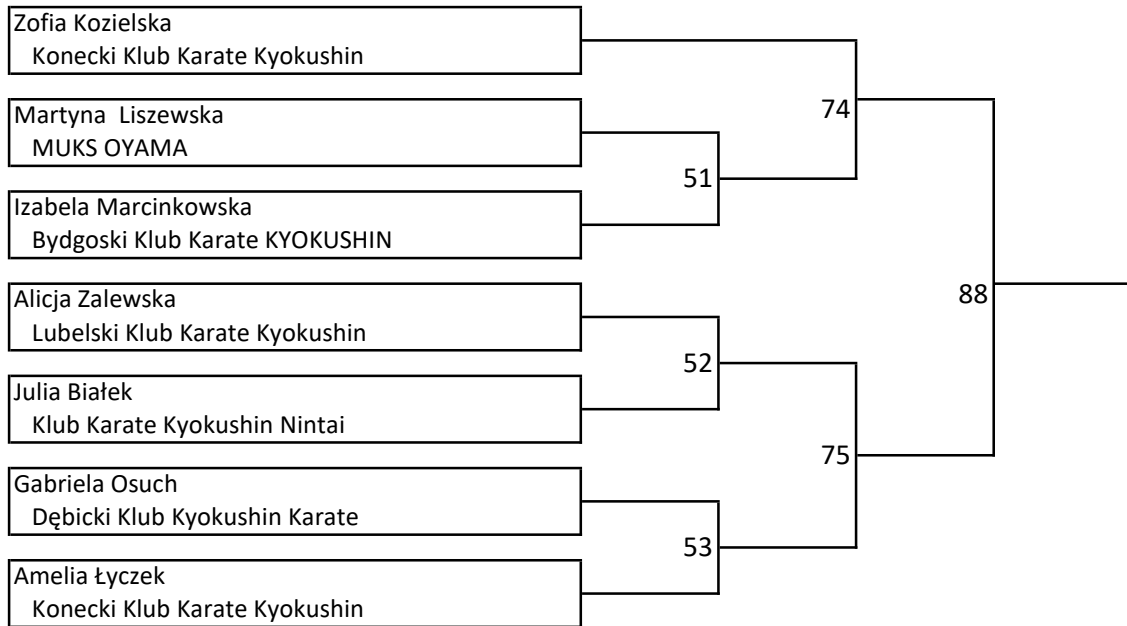 Zofia Kozielska
Konecki Klub Karate Kyokushin
74
Martyna  Liszewska
MUKS OYAMA
51
Izabela Marcinkowska
Bydgoski Klub Karate KYOKUSHIN
Alicja Zalewska
88
Lubelski Klub Karate Kyokushin
52
Julia Białek
Klub Karate Kyokushin Nintai
75
Gabriela Osuch
Dębicki Klub Kyokushin Karate
53
Amelia Łyczek
Konecki Klub Karate Kyokushin